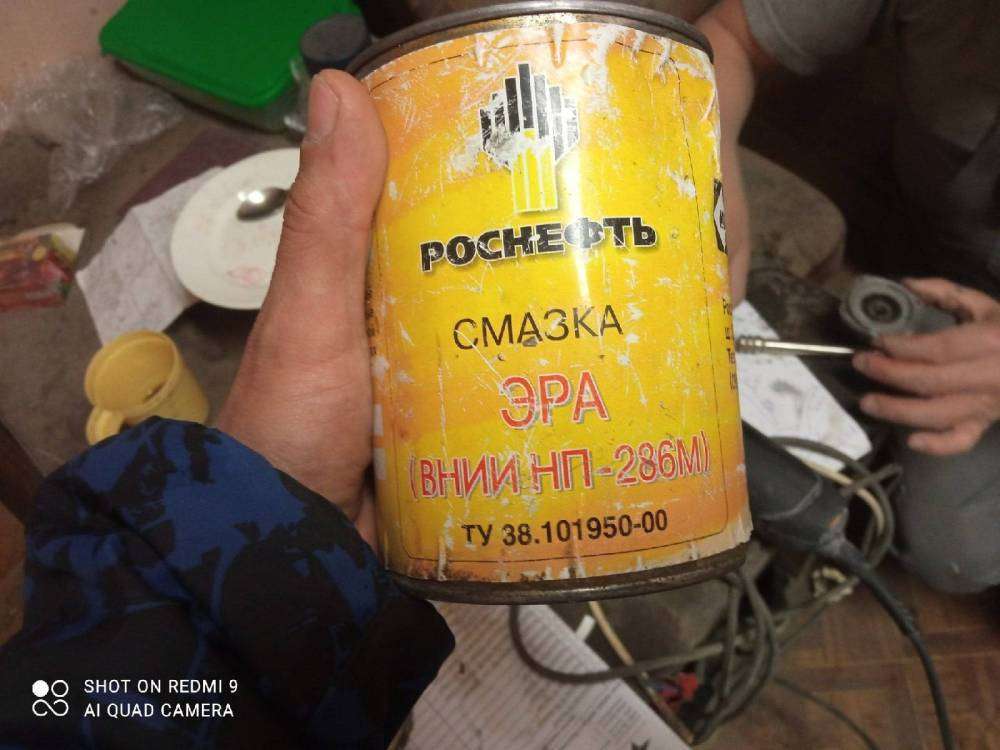 РОСНЕФТЬ
СМАЗКА
ЭРА
(ВНИИ НП-286М)
ТУ 38.101950-00
SHOT ON REDMI 9
AI QUAD CAMERA